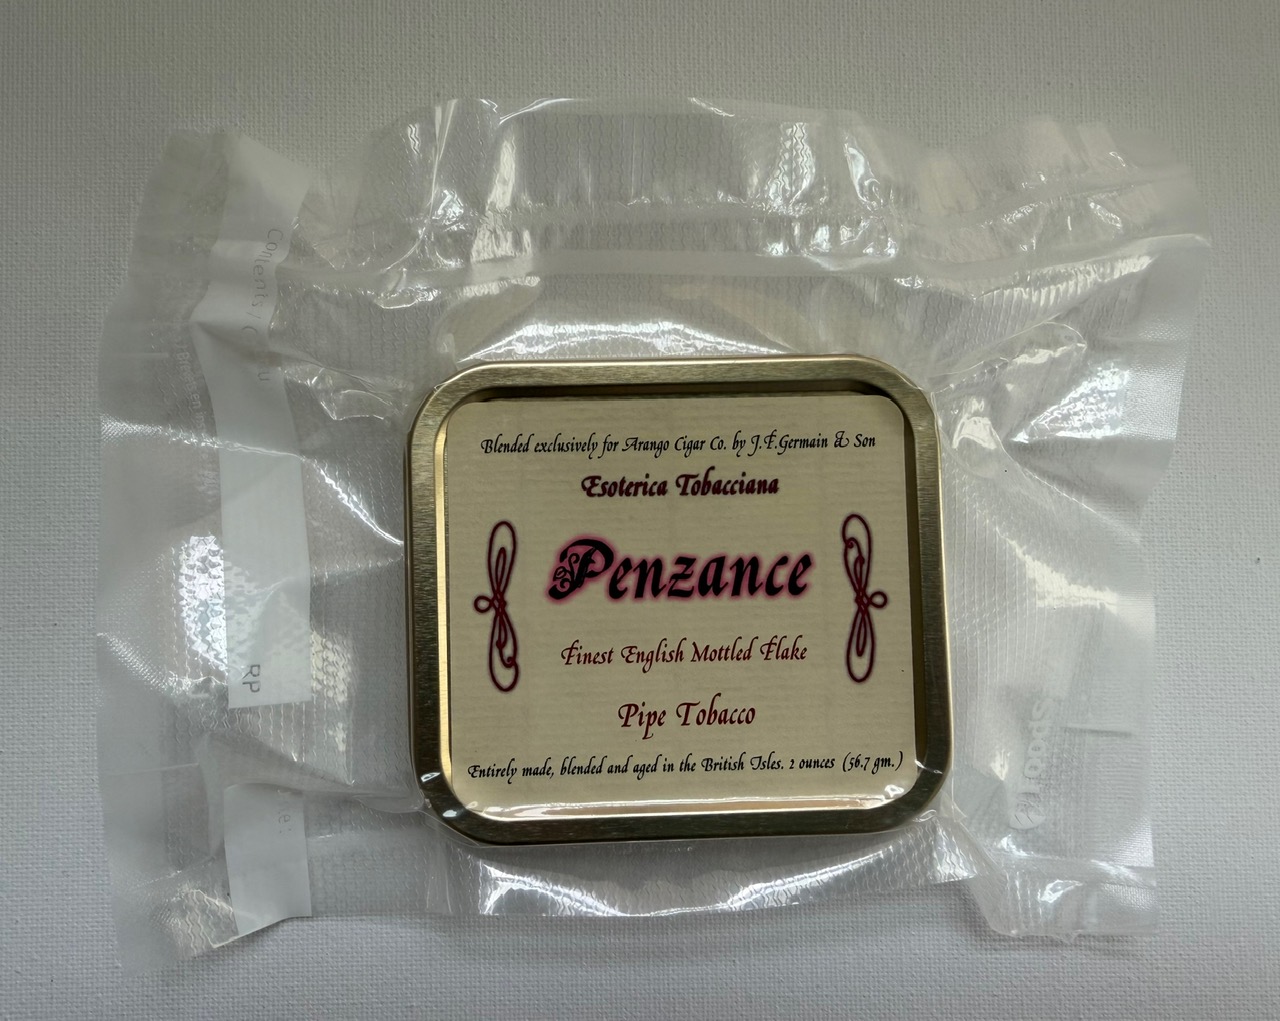 Blended exclusively for Arango Cigar Co. by J.F.Germain & Son
Esoterica Tobacciana
Penzance
Finest English Mottled Flake
Pipe Tobacco
Entirely made, blended and aged in the British Isles. 2 ounces (56.7 gm.)
RP